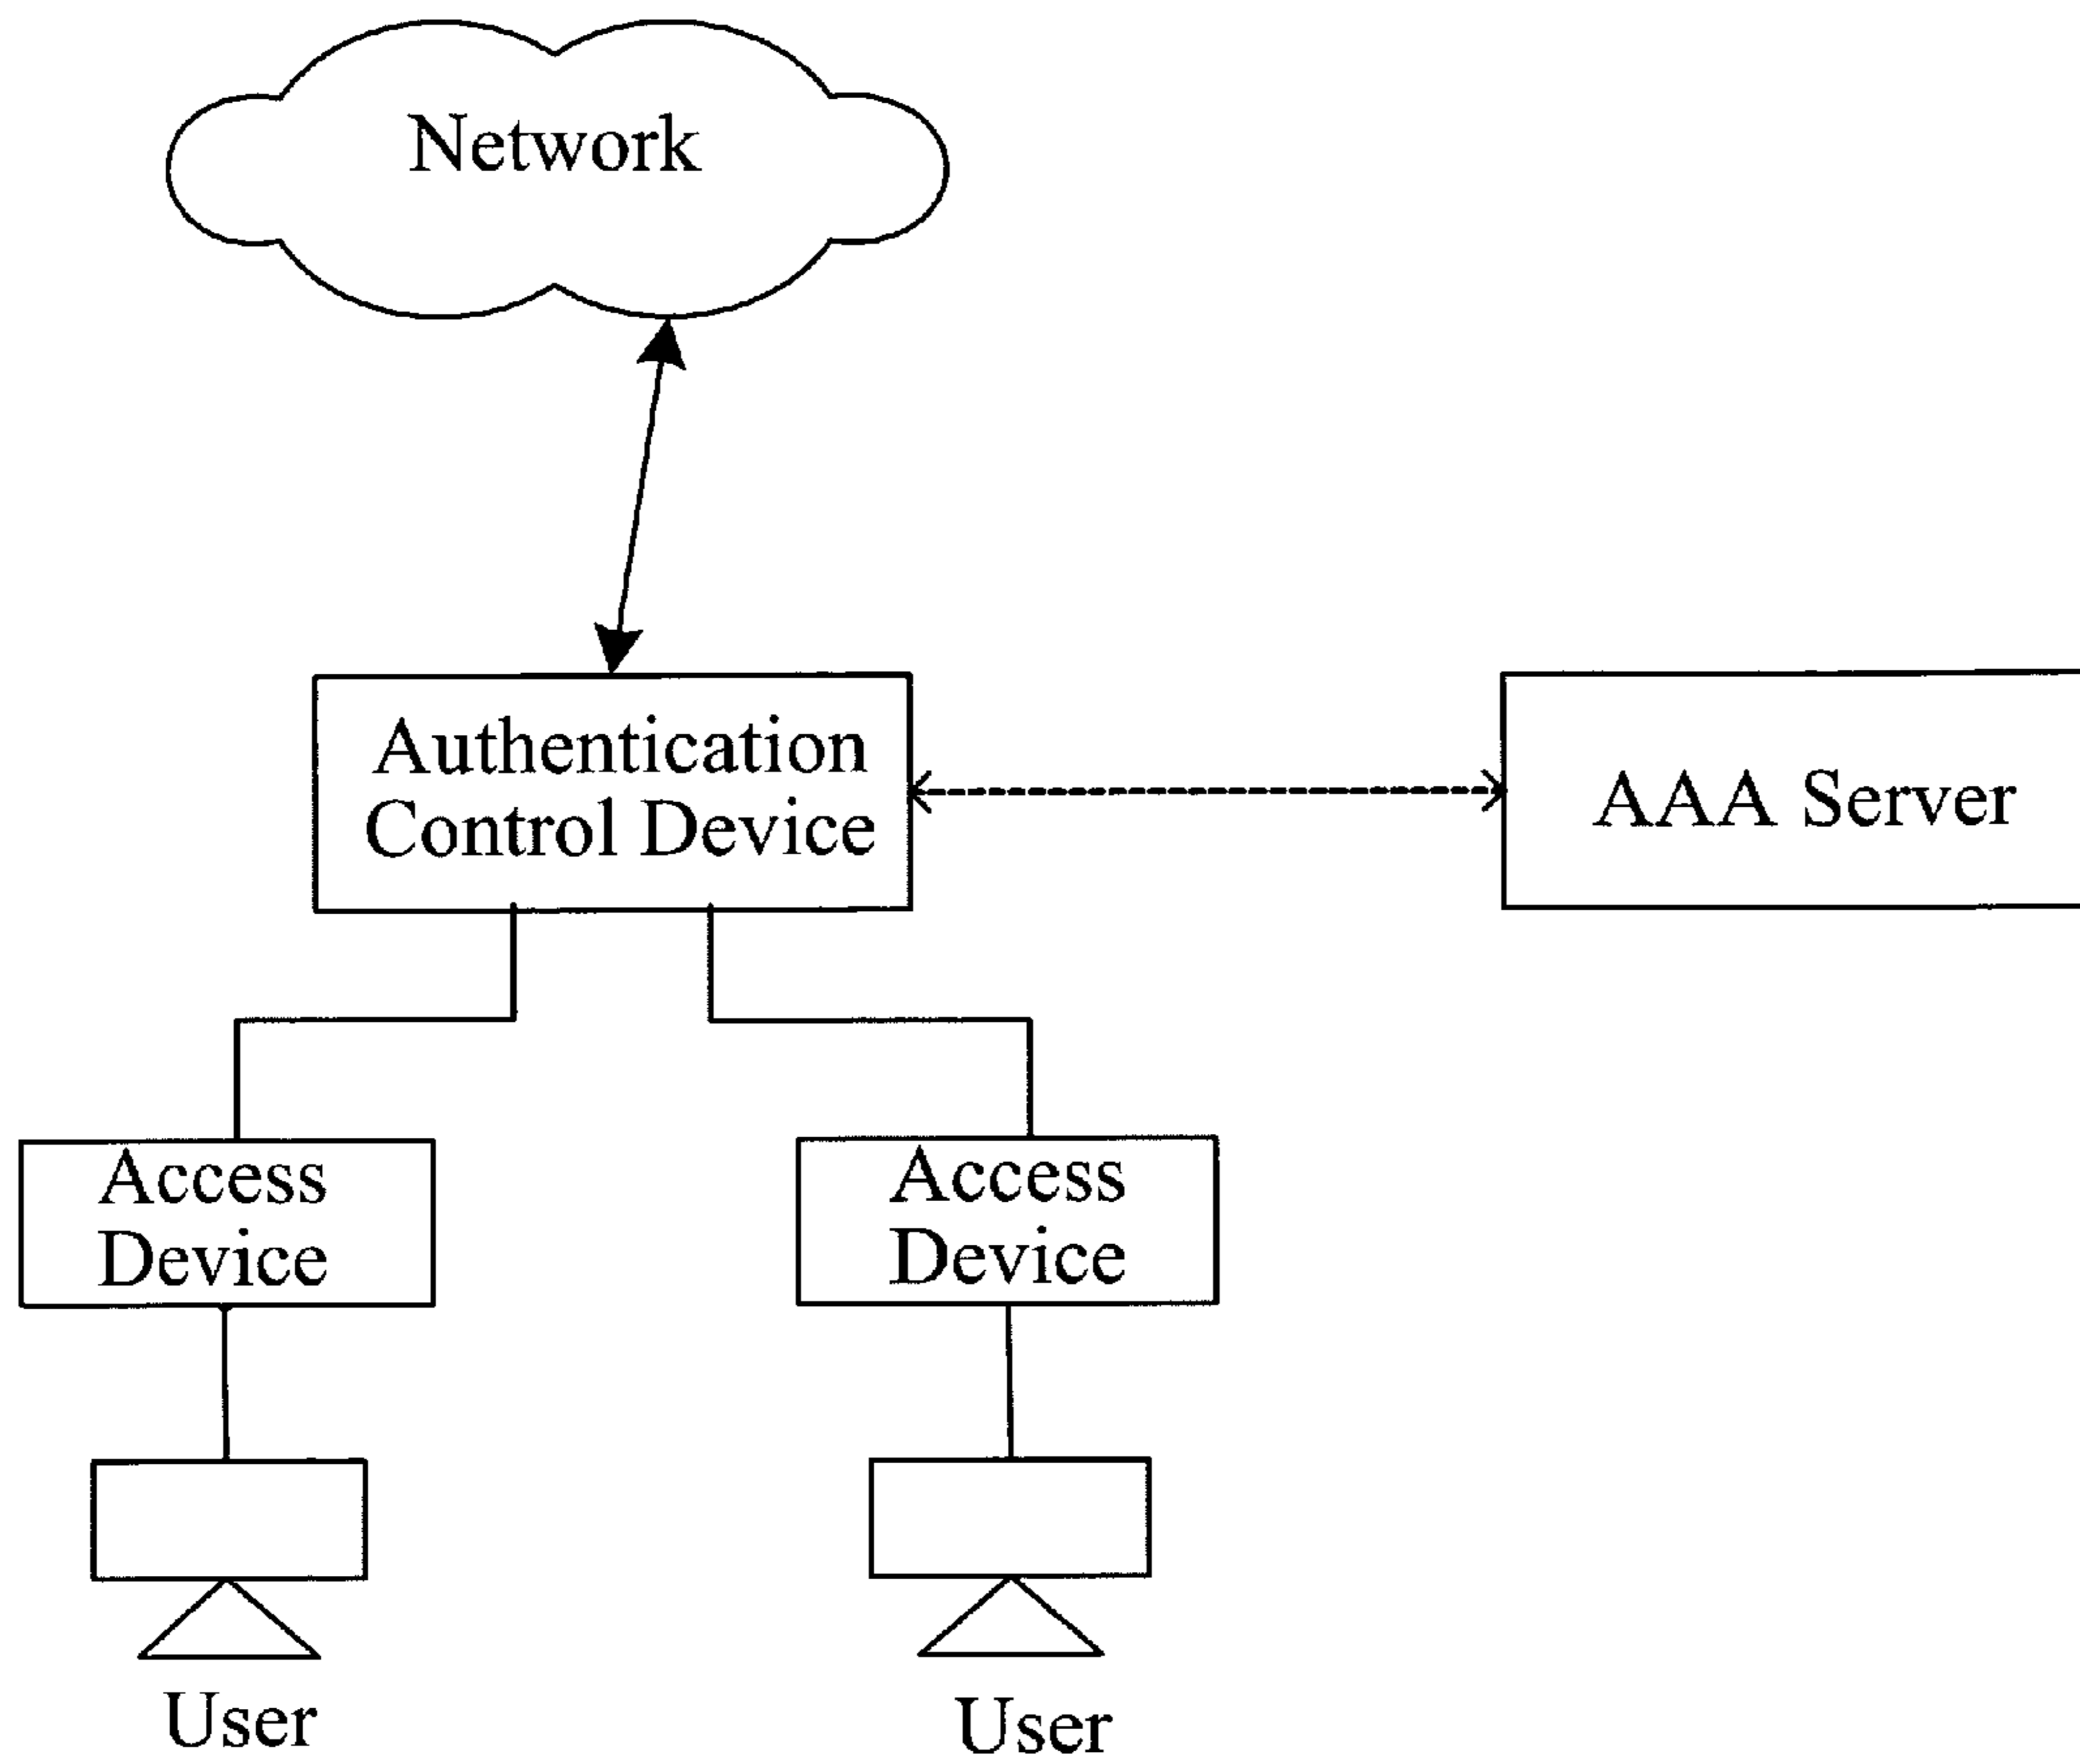 Network
Authentication
Control Device
AAA Server
Access
Device
Access
Device
User
User